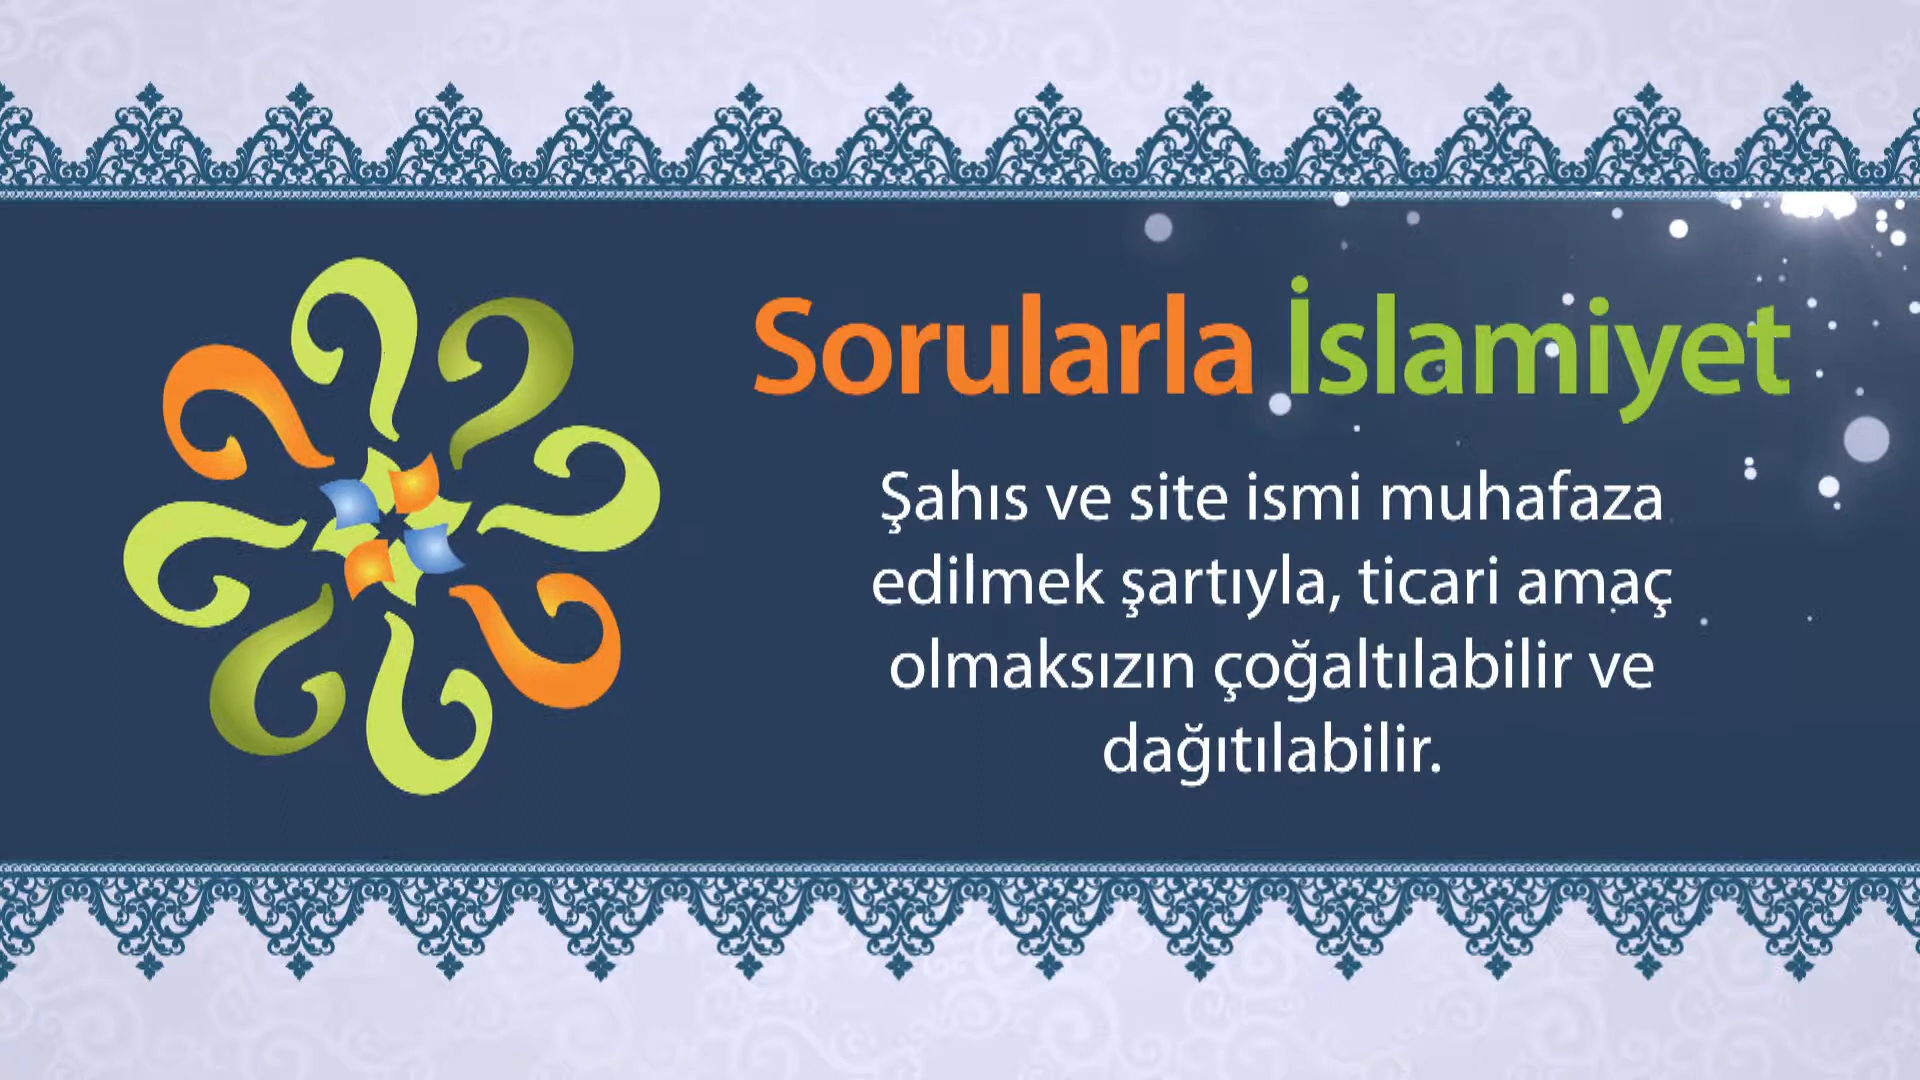 Sorularla İslamiyet
Şahıs ve site ismi muhafaza
edilmek şartıyla, ticari amaç
olmaksızın çoğaltılabilir ve
dağıtılabilir.